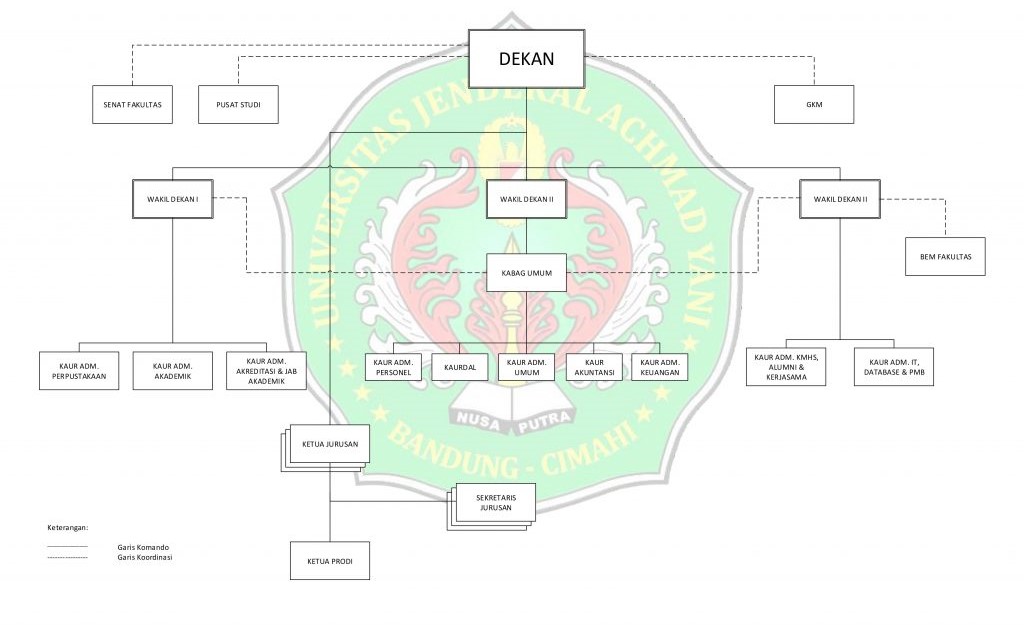 DEKAN
SENAT FAKULTAS
PUSAT STUDI
GKM
UNIVERSITAS JENDERAL ACHMAD YANI
WAKIL DEKAN I
WAKIL DEKAN II
WAKIL DEKAN II
BEM FAKULTAS
KABAG UMUM
KAUR ADM.
PERPUSTAKAAN
KAUR ADM.
AKADEMIK
KAUR ADM.
AKREDITASI & JAB
AKADEMIK
KAUR ADM.
PERSONEL
KAURDAL
KAUR ADM.
UMUM
KAUR
AKUNTANSI
KAUR ADM.
KEUANGAN
KAUR ADM. KMHS,
ALUMNI &
KERJASAMA
KAUR ADM. IT,
DATABASE & PMB
NUSA PUTRA
BANDUNG - CIMAHI
KETUA JURUSAN
SEKRETARIS
JURUSAN
KETUA PRODI
Keterangan:
Garis Komando
Garis Koordinasi